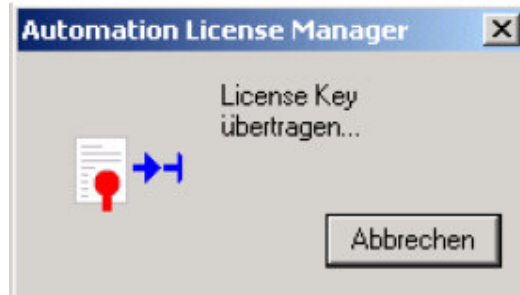 Automation License Manager
License Key
übertragen...
Abbrechen